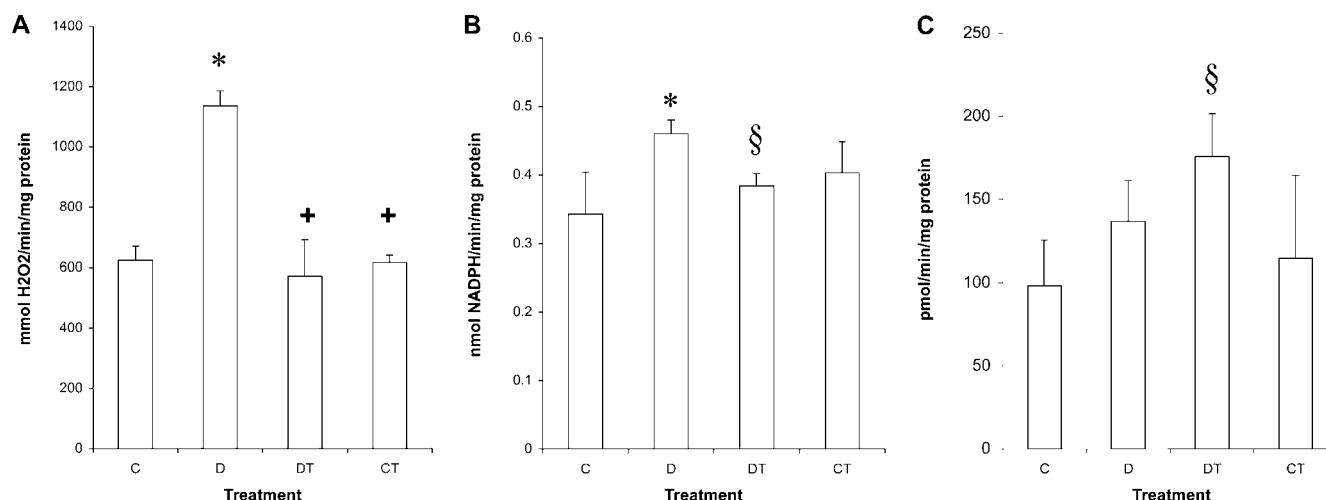 A
mmol H2O2/min/mg protein
1400
1200
1000
800
600
400
200
0
*
+
+
C D DT CT
Treatment
B
nmol NADPH/min/mg protein
0.6
0.5
0.4
0.3
0.2
0.1
0
*
§
C D DT CT
Treatment
C
pmol/min/mg protein
250
200
150
100
50
0
§
C D DT CT
Treatment